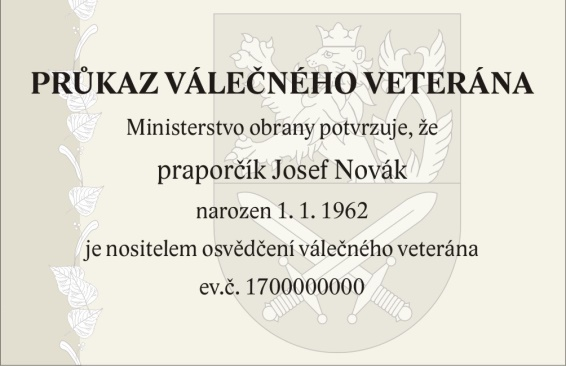 PRŮKAZ VÁLEČNÉHO VETERÁNA
Ministerstvo obrany potvrzuje, že
praporčík Josef Novák
narozen 1. 1. 1962
je nositelem osvědčení válečného veterána
ev.č. 1700000000